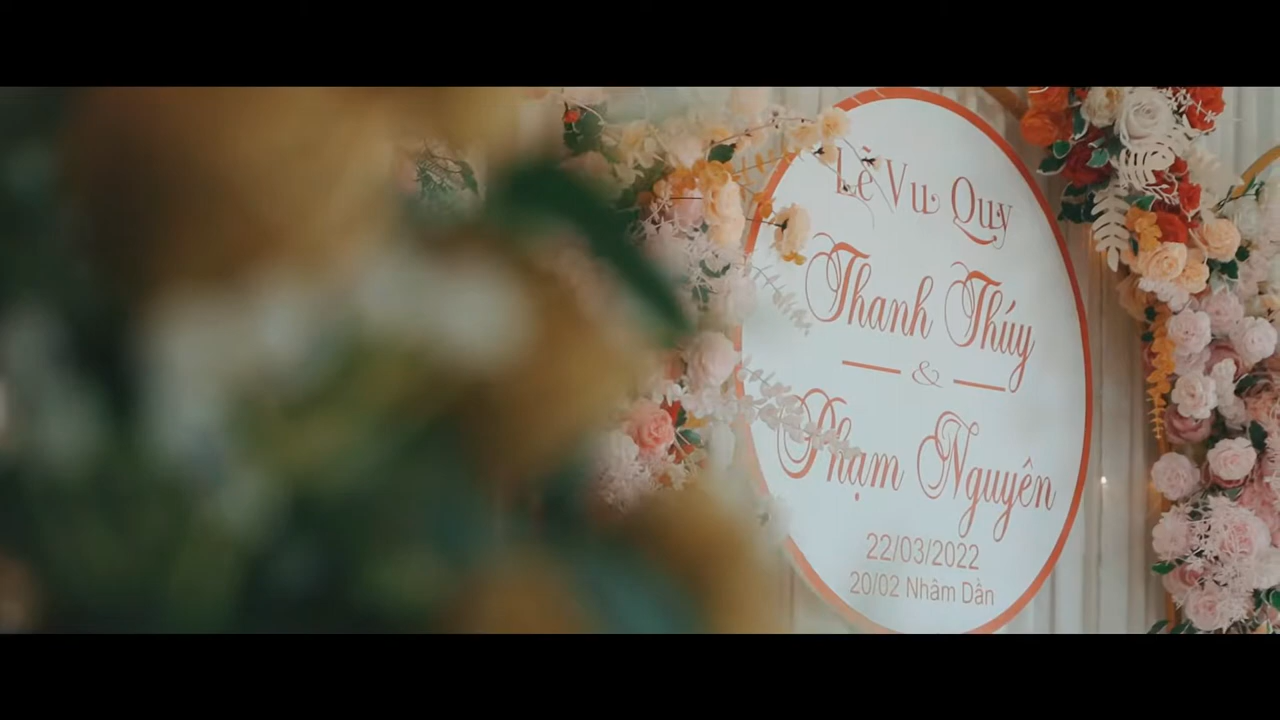 Lễ Vu Quy
Thanh Thúy
&
Phạm Nguyên
22/03/2022
20/02 Nhâm Dần